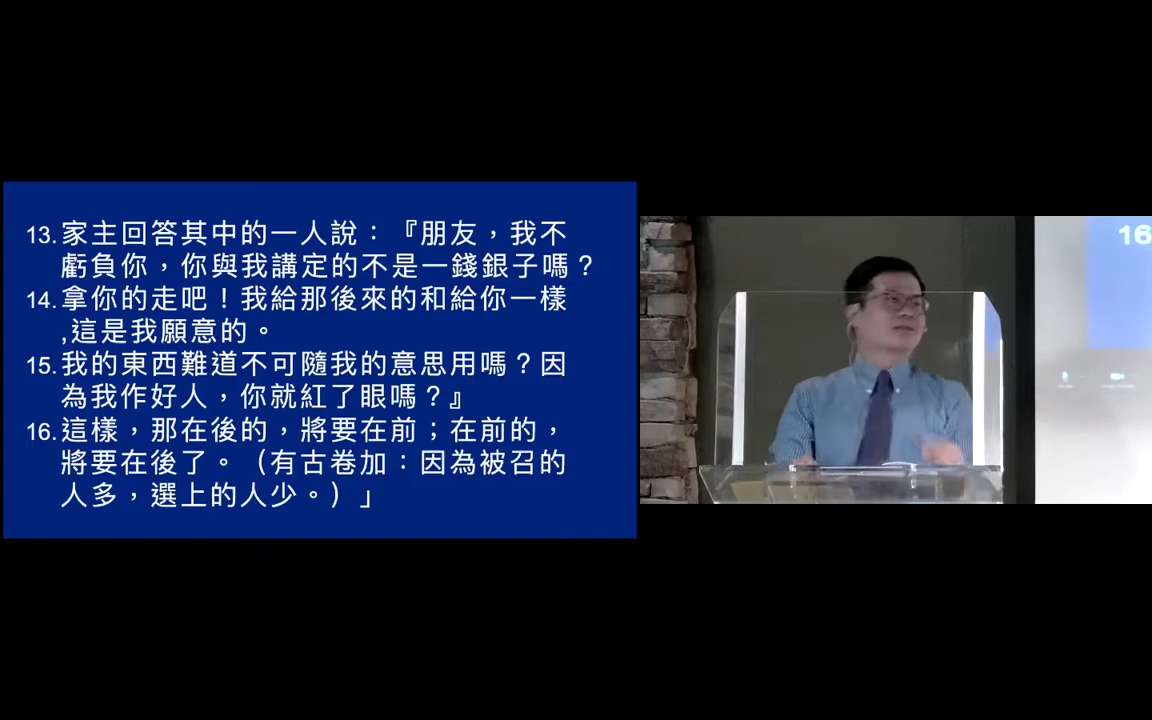 13. 家主回答其中的一人說：『朋友，我不
虧負你，你與我講定的不是一錢銀子嗎？
14. 拿你的走吧！我給那後來的和給你一樣
,這是我願意的。
15. 我的東西難道不可隨我的意思用嗎？因
為我作好人，你就紅了眼嗎？』
16. 這樣，那在後的，將要在前；在前的，
將要在後了。（有古卷加：因為被召的
人多，選上的人少。）」
16